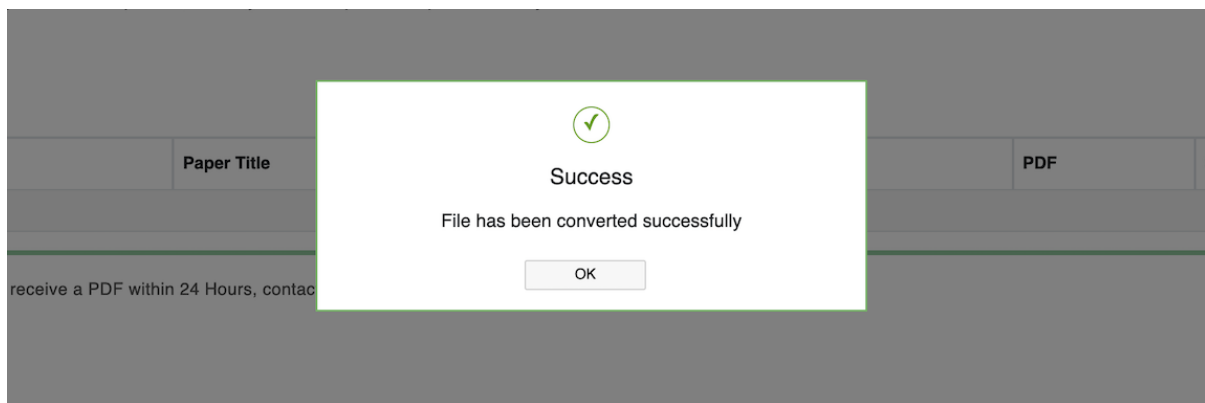 Paper Title
PDF
Success
File has been converted successfully
OK
receive a PDF within 24 Hours, contac